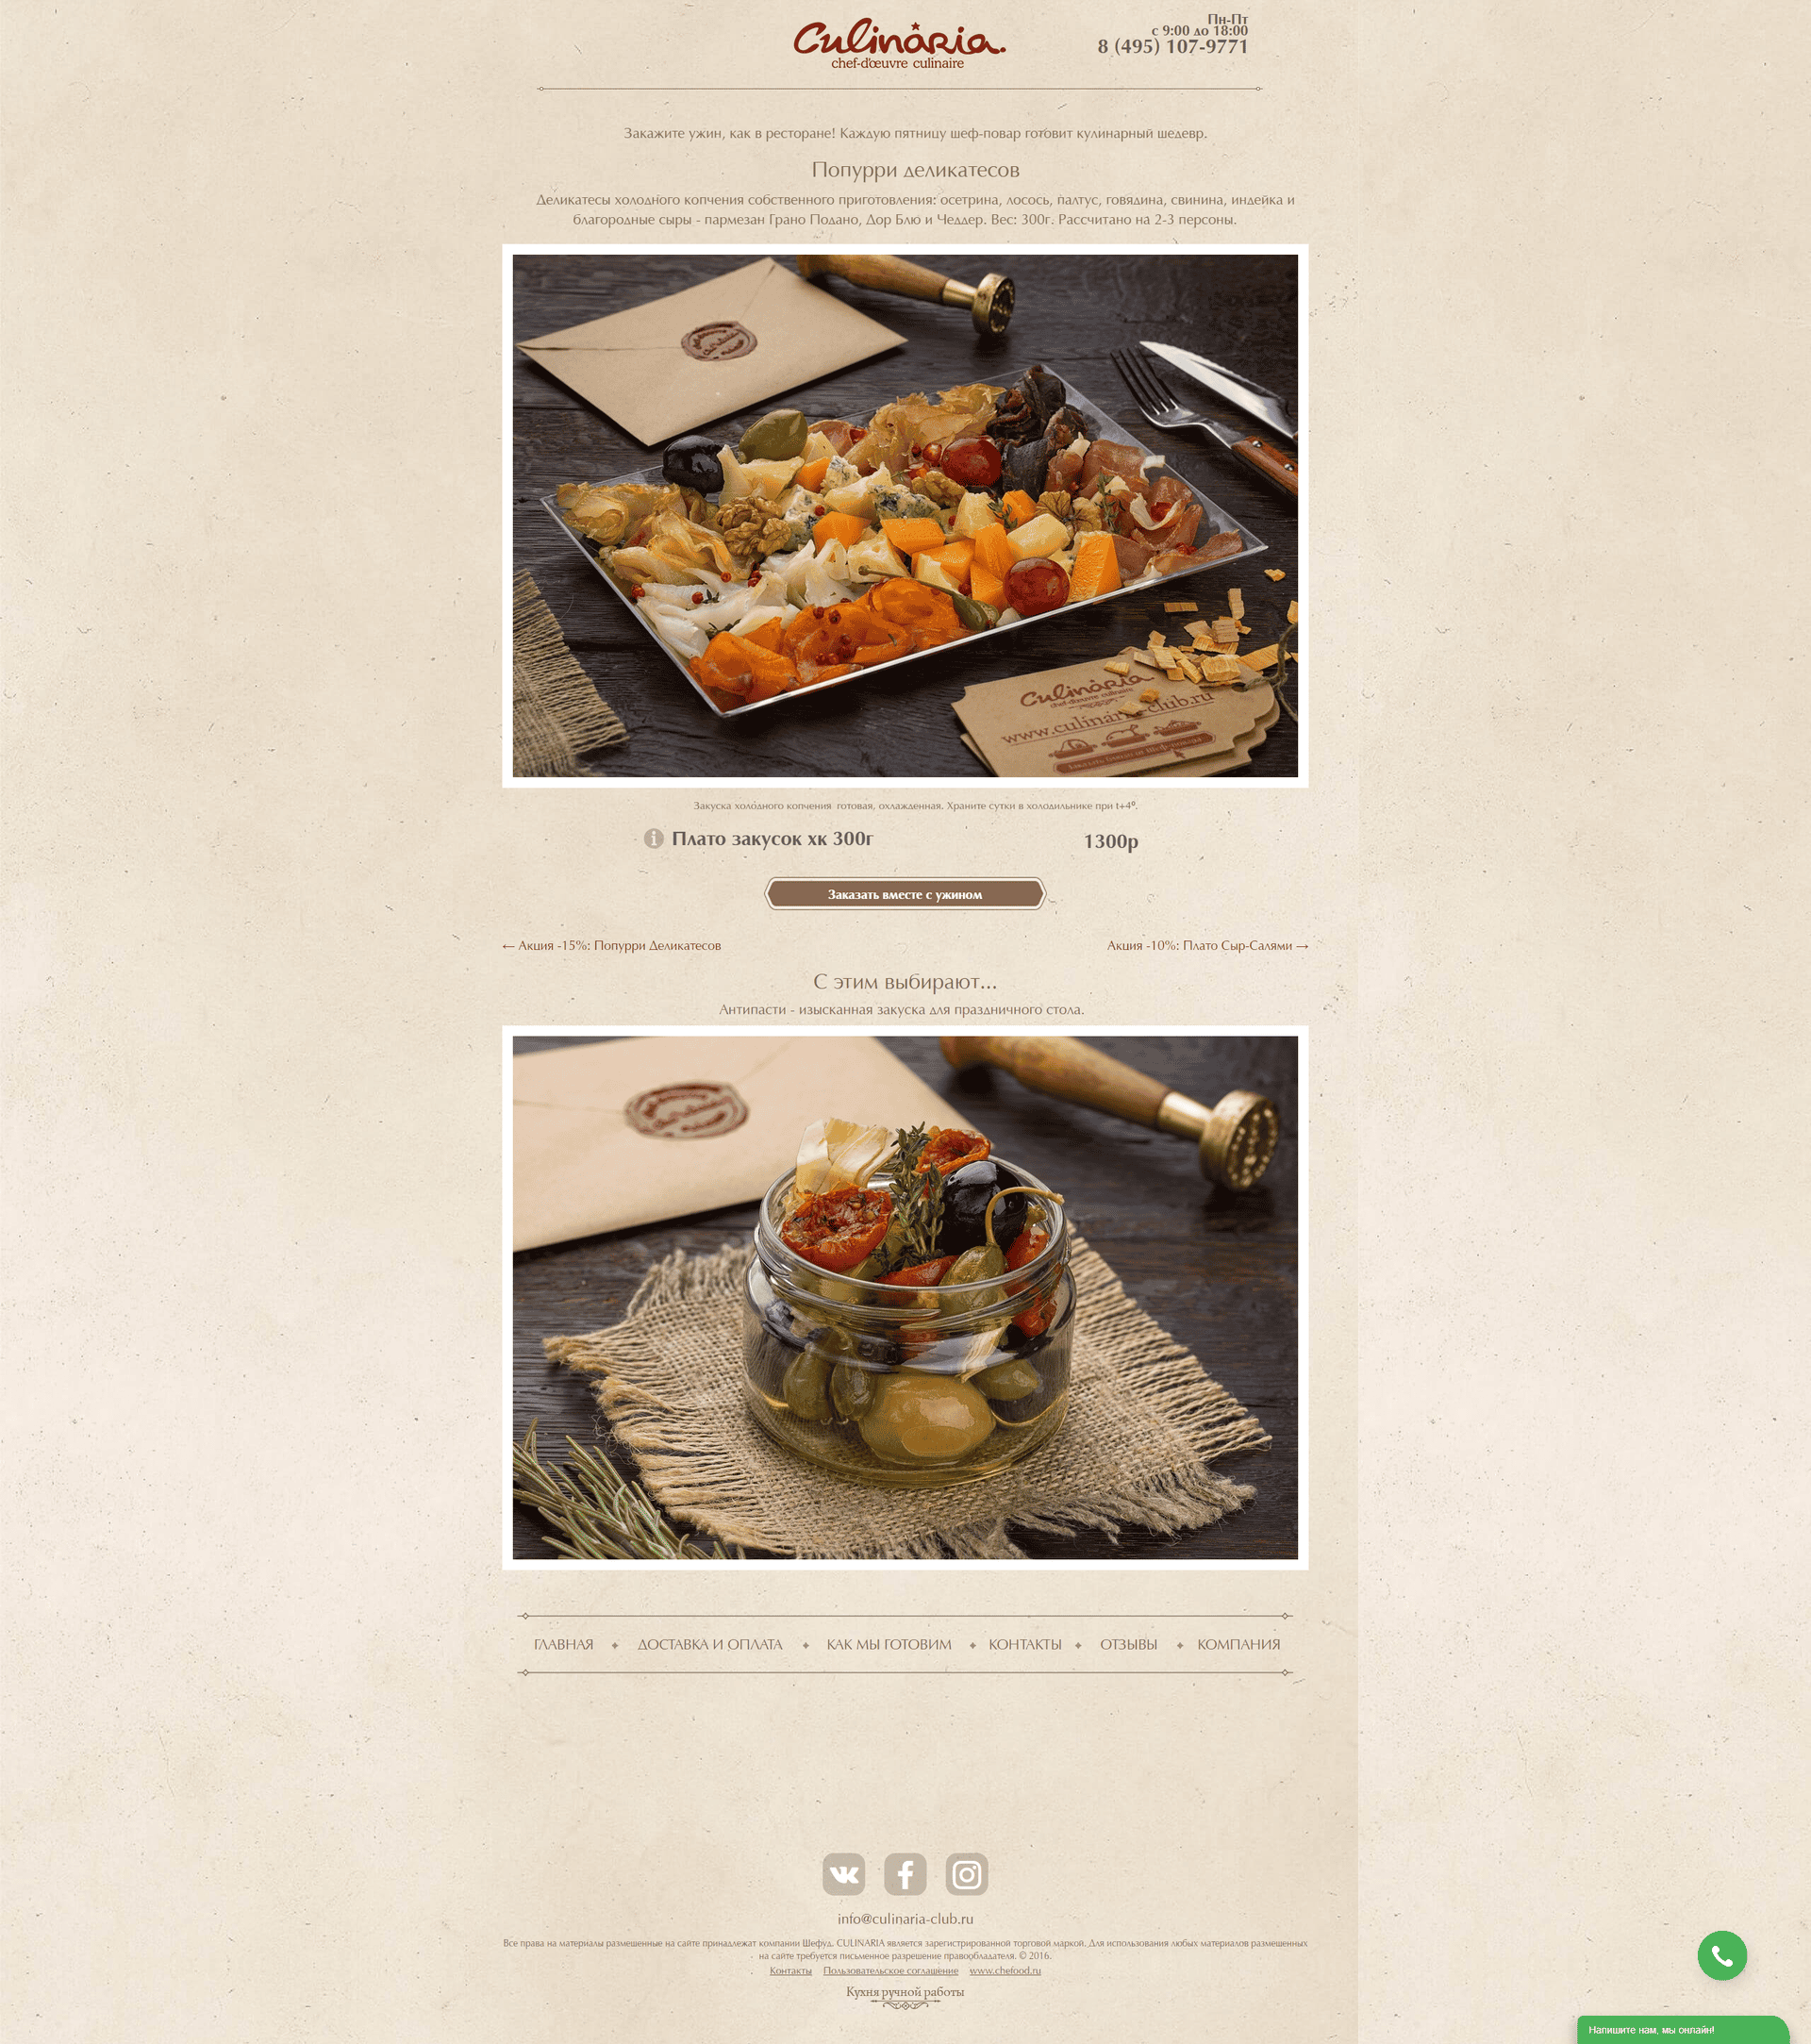 Culinaria.
chef-d'œuvre culinaire
Пн-Пт
с 9:00 до 18:00
8 (495) 107-9771
Закажите ужин, как в ресторане! Каждую пятницу шеф-повар готовит кулинарный шедевр.
Попурри деликатесов
Деликатесы холодного копчения собственного приготовления: осетрина, лосось, палтус, говядина, свинина, индейка и
благородные сыры - пармезан Грано Подано, Дор Блю и Чеддер. Вес: 300г. Рассчитано на 2-3 персоны.
Culinaria
chef-d'œuvre culinaire
www.culinaria-club.ru
Закуска холодного копчения готовая, охлажденная. Храните сутки в холодильнике при t+4⁰.
Плато закусок хк 300г
1300р
Заказать вместе с ужином
← Акция -15%: Попурри Деликатесов
Акция -10%: Плато Сыр-Салями →
С этим выбирают...
Антипасти - изысканная закуска для праздничного стола.
ГЛАВНАЯ
ДОСТАВКА И ОПЛАТА
КАК МЫ ГОТОВИМ
КОНТАКТЫ
ОТЗЫВЫ
КОМПАНИЯ
info@culinaria-club.ru
Все права на материалы размешенные на сайте принадлежат компании Шефуд. CULINARIA является зарегистрированной торговой маркой. Для использования любых материалов размещенных
на сайте требуется письменное разрешение правообладателя. © 2016.
Контакты Пользовательское соглашение www.chefood.ru
Кухня ручной работы
Напишите нам, мы онлайн!